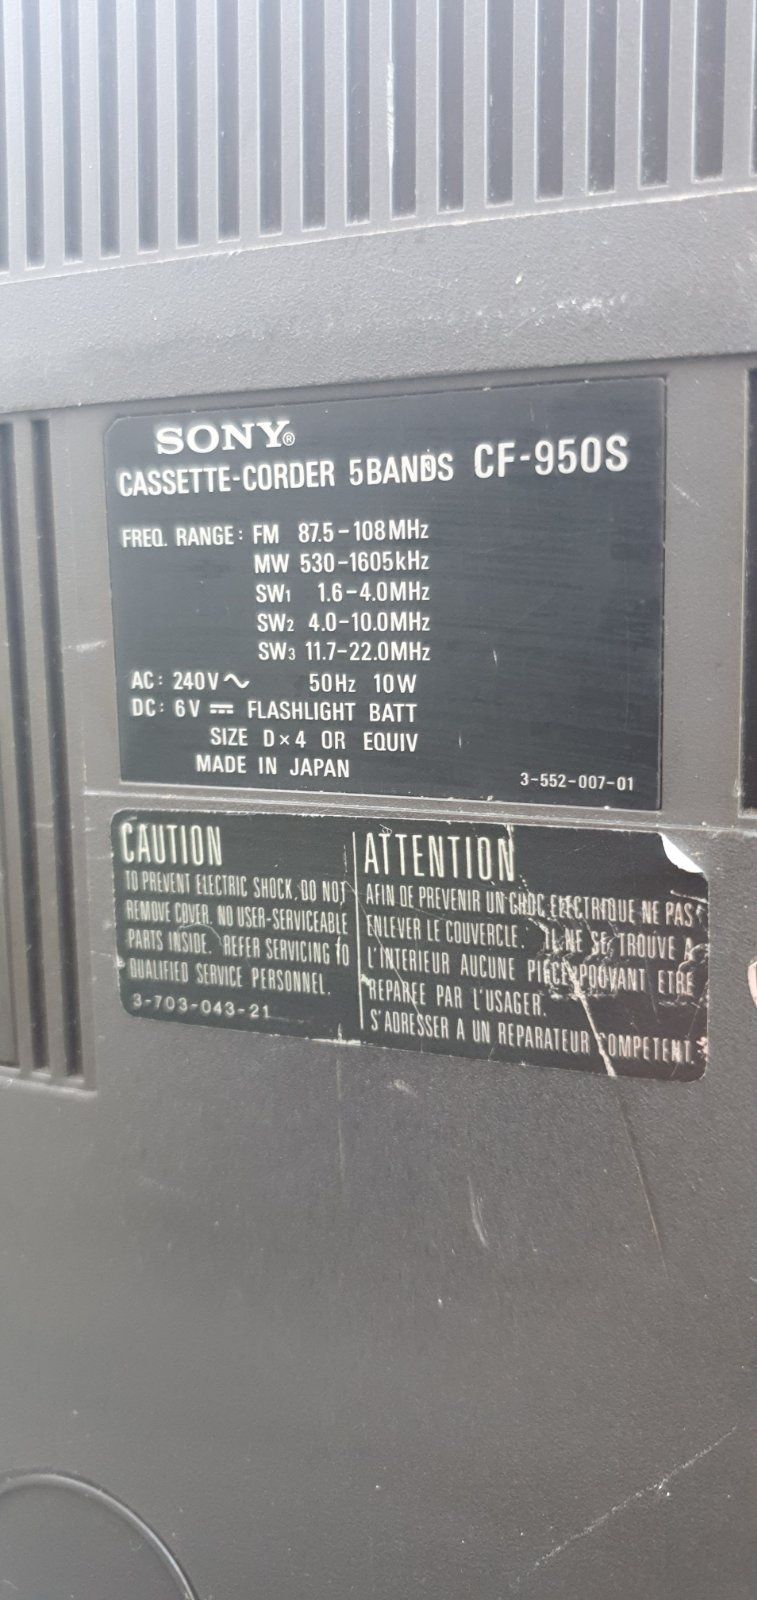 SONY®
CASSETTE-CORDER 5BANDS CF-950S
FREQ. RANGE: FM 87.5-108MHz
MW 530-1605kHz
SW1 1.6-4.0MHz
SW2 4.0-10.0MHz
SW3 11.7-22.0MHz
AC: 240V〜 50Hz 10W
DC: 6V ⎓ FLASHLIGHT BATT
SIZE D×4 OR EQUIV
MADE IN JAPAN
3-552-007-01
CAUTION
TO PREVENT ELECTRIC SHOCK, DO NOT
REMOVE COVER. NO USER-SERVICEABLE
PARTS INSIDE. REFER SERVICING TO
QUALIFIED SERVICE PERSONNEL.
3-703-043-21
ATTENTION
AFIN DE PREVENIR UN CHOC ELECTRIQUE NE PAS
ENLEVER LE COUVERCLE. IL NE SE TROUVE A
L'INTERIEUR AUCUNE PIECE POUVANT ETRE
REPAREE PAR L'USAGER.
S'ADRESSER A UN REPARATEUR COMPETENT.